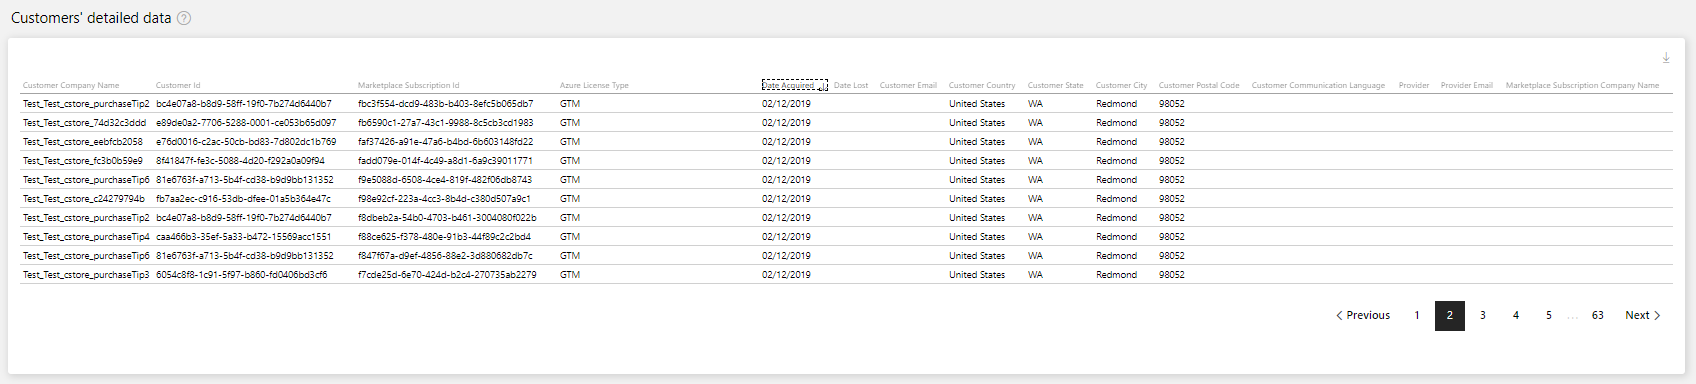 Customers' detailed data ?
Customer Company Name Customer Id Marketplace Subscription Id Azure License Type Date Acquired Date Lost Customer Email Customer Country Customer State Customer City Customer Postal Code Customer Communication Language Provider Provider Email Marketplace Subscription Company Name
Test_Test_cstore_purchaseTip2 bc4e07a8-b8d9-58ff-19f0-7b274d6440b7 fbc3f554-dcd9-483b-b403-8efc5b065db7 GTM 02/12/2019 United States WA Redmond 98052
Test_Test_cstore_74d32c3ddd e89de0a2-7706-5288-0001-ce053b65d097 fb6590c1-27a7-43c1-9988-8c5cb3cd1983 GTM 02/12/2019 United States WA Redmond 98052
Test_Test_cstore_eebfcb2058 e76d0016-c2ac-50cb-bd83-7d802dc1b769 faf37426-a91e-47a6-b4bd-6b603148fd22 GTM 02/12/2019 United States WA Redmond 98052
Test_Test_cstore_fc3b0b59e9 8f41847f-fe3c-5088-4d20-f292a0a09f94 fadd079e-014f-4c49-a8d1-6a9c39011771 GTM 02/12/2019 United States WA Redmond 98052
Test_Test_cstore_purchaseTip6 81e6763f-a713-5b4f-cd38-b9d9bb131352 f9e5088d-6508-4ce4-819f-482f06db8743 GTM 02/12/2019 United States WA Redmond 98052
Test_Test_cstore_c24279794b fb7aa2ec-c916-53db-dfee-01a5b364e47c f98e92cf-223a-4cc3-8b4d-c380d507a9c1 GTM 02/12/2019 United States WA Redmond 98052
Test_Test_cstore_purchaseTip2 bc4e07a8-b8d9-58ff-19f0-7b274d6440b7 f8dbeb2a-54b0-4703-b461-3004080f022b GTM 02/12/2019 United States WA Redmond 98052
Test_Test_cstore_purchaseTip4 caa466b3-35ef-5a33-b472-15569acc1551 f88ce625-f378-480e-91b3-44f89c2c2bd4 GTM 02/12/2019 United States WA Redmond 98052
Test_Test_cstore_purchaseTip6 81e6763f-a713-5b4f-cd38-b9d9bb131352 f847f67a-d9ef-4856-88e2-3d880682db7c GTM 02/12/2019 United States WA Redmond 98052
Test_Test_cstore_purchaseTip3 6054c8f8-1c91-5f97-b860-fd0406bd3cf6 f7cde25d-6e70-424d-b2c4-270735ab2279 GTM 02/12/2019 United States WA Redmond 98052
Previous 1 2 3 4 5 ... 63 Next